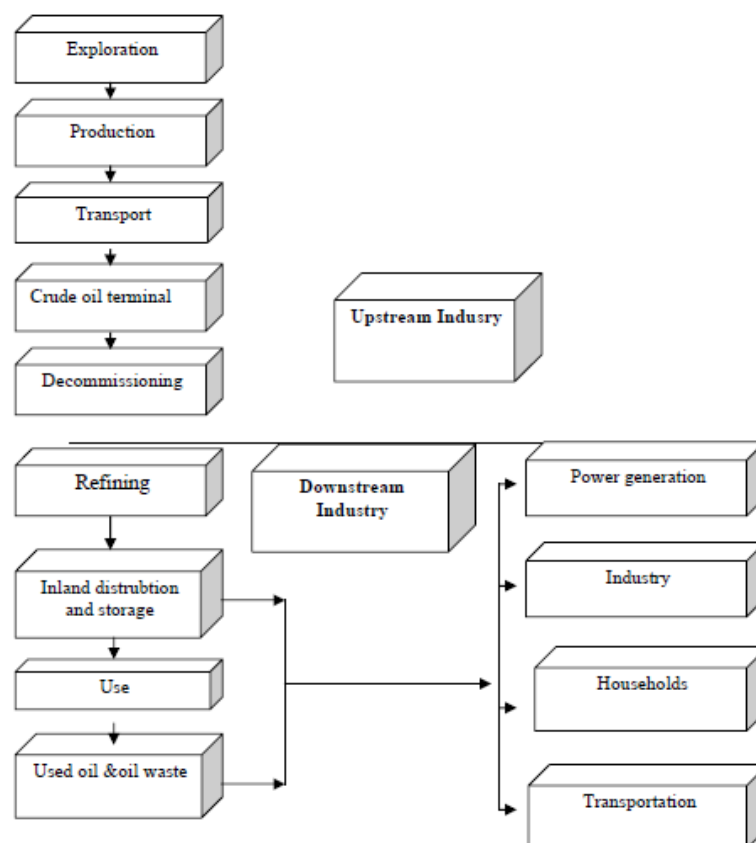 Exploration
Production
Transport
Crude oil terminal
Upstream Indusry
Decommissioning
Refining
Downstream
Industry
Power generation
Inland distrubtion
and storage
Industry
Use
Households
Used oil &oil waste
Transportation